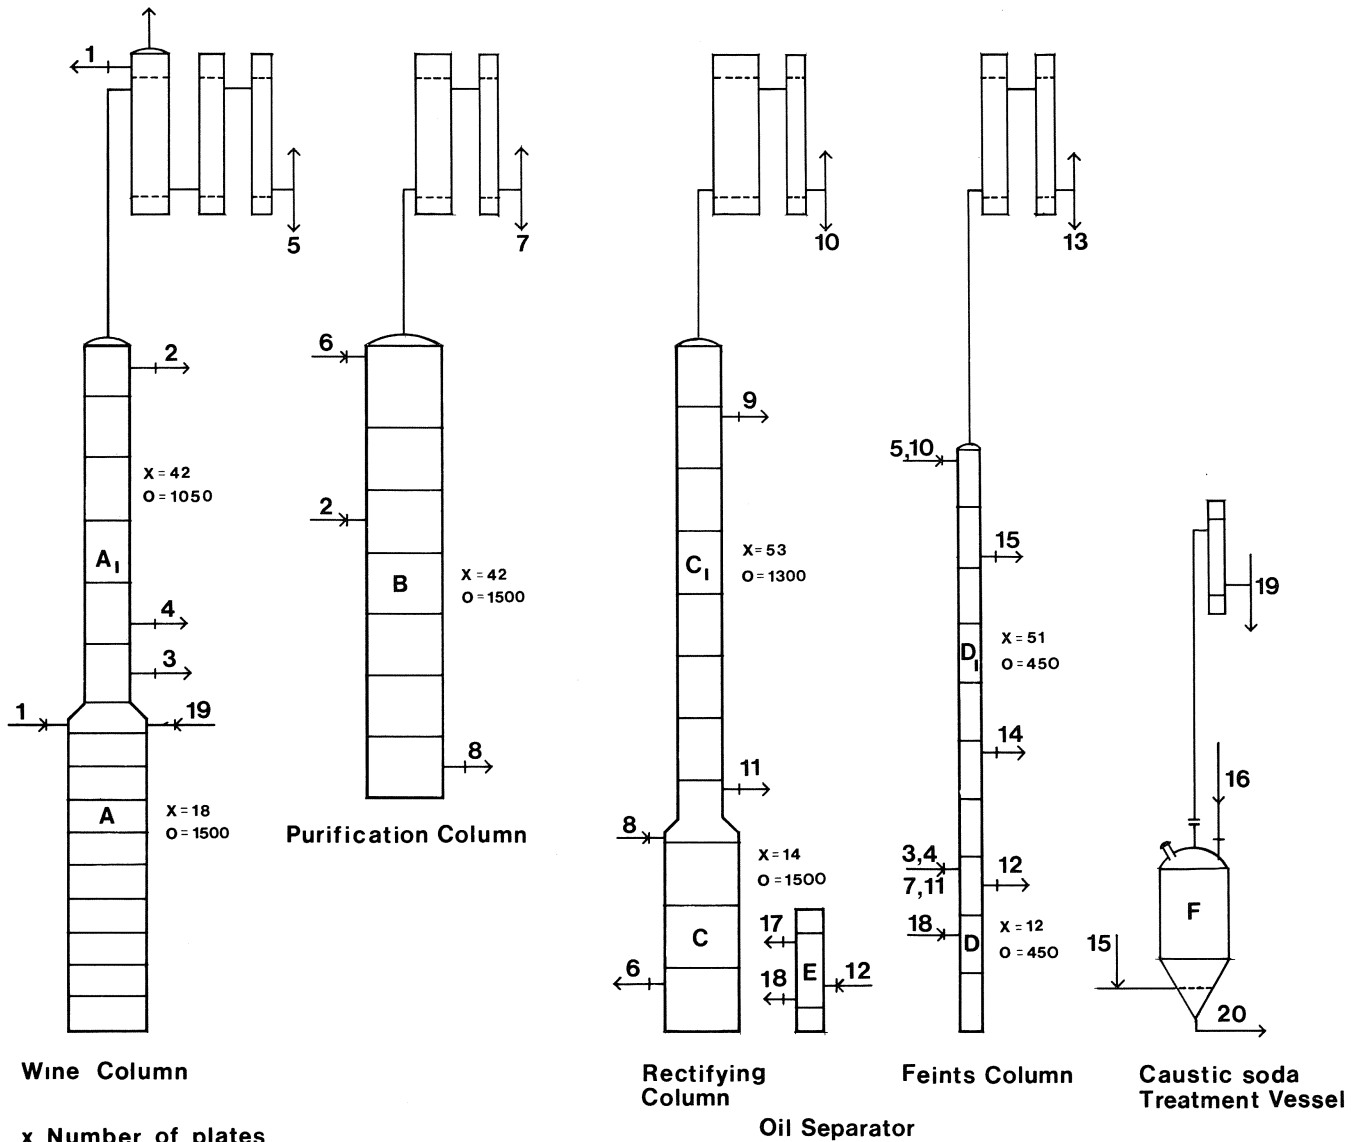 1
5
7
10
13
2
X = 42
O = 1050
A1
4
3
1
19
A
X = 18
O = 1500
Wine Column
x Number of plates
6
2
B
X = 42
O = 1500
8
Purification Column
9
C1
X = 53
O = 1300
11
8
X = 14
O = 1500
C
6
17
18
E
12
Rectifying
Column
Oil Separator
5,10
15
D1
X = 51
O = 450
14
3,4
7,11
12
18
D
X = 12
O = 450
Feints Column
19
16
F
15
20
Caustic soda
Treatment Vessel